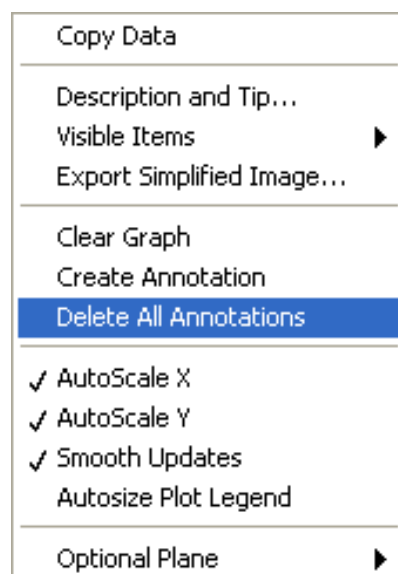 Copy Data
Description and Tip...
Visible Items
Export Simplified Image...
Clear Graph
Create Annotation
Delete All Annotations
AutoScale X
AutoScale Y
Smooth Updates
Autosize Plot Legend
Optional Plane